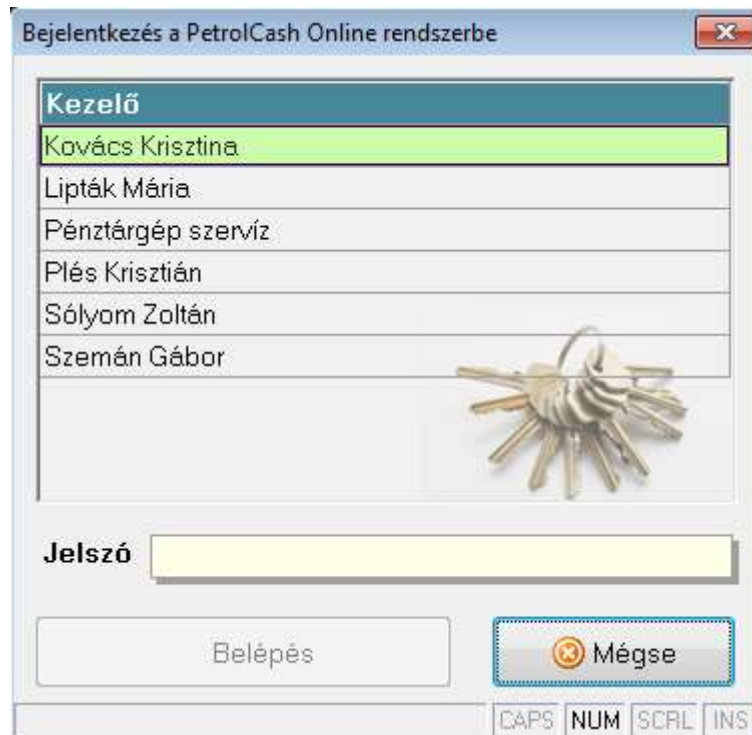 Bejelentkezés a PetrolCash Online rendszerbe
Kezelő
Kovács Krisztina
Lipták Mária
Pénztárgép szervíz
Plés Krisztián
Sólyom Zoltán
Szemán Gábor
Jelszó
Belépés
Mégse
CAPS NUM SCRL INS